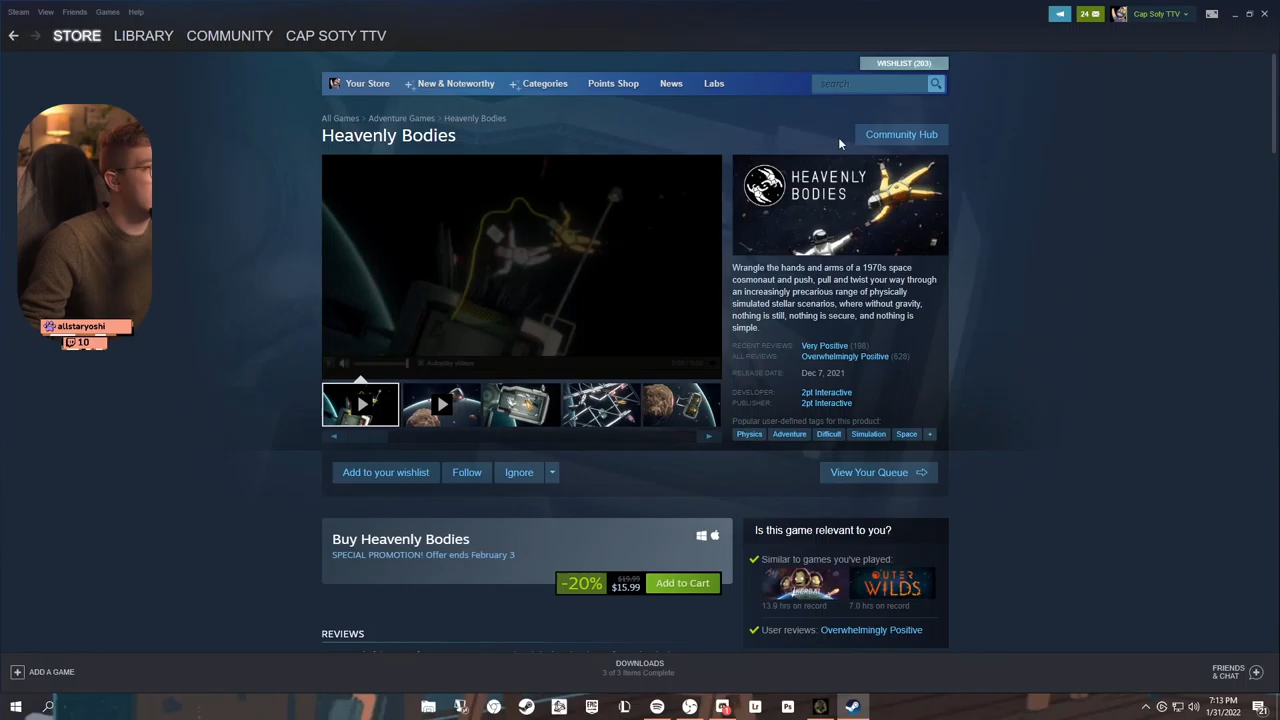 Steam View Friends Games Help
24
Cap Soty TTV
STORE LIBRARY COMMUNITY CAP SOTY TTV
WISHLIST (203)
Your Store New & Noteworthy Categories Points Shop News Labs search
All Games > Adventure Games > Heavenly Bodies
Heavenly Bodies
Community Hub
HEAVENLY
BODIES
Wrangle the hands and arms of a 1970s space
cosmonaut and push, pull and twist your way through
an increasingly precarious range of physically
simulated stellar scenarios, where without gravity,
nothing is still, nothing is secure, and nothing is
simple.
allstaryoshi
10
RECENT REVIEWS: Very Positive (198)
ALL REVIEWS: Overwhelmingly Positive (628)
Autoplay videos
RELEASE DATE: Dec 7, 2021
DEVELOPER: 2pt Interactive
PUBLISHER: 2pt Interactive
Popular user-defined tags for this product:
Physics Adventure Difficult Simulation Space +
Add to your wishlist Follow Ignore View Your Queue
Buy Heavenly Bodies
SPECIAL PROMOTION! Offer ends February 3
-20% $19.99 $15.99 Add to Cart
Is this game relevant to you?
Similar to games you've played:
KERBAL OUTER WILDS
13.9 hrs on record 7.0 hrs on record
User reviews: Overwhelmingly Positive
REVIEWS
ADD A GAME
DOWNLOADS
3 of 3 Items Complete
FRIENDS
& CHAT
EPIC
Lr
Ps
7:13 PM
1/31/2022